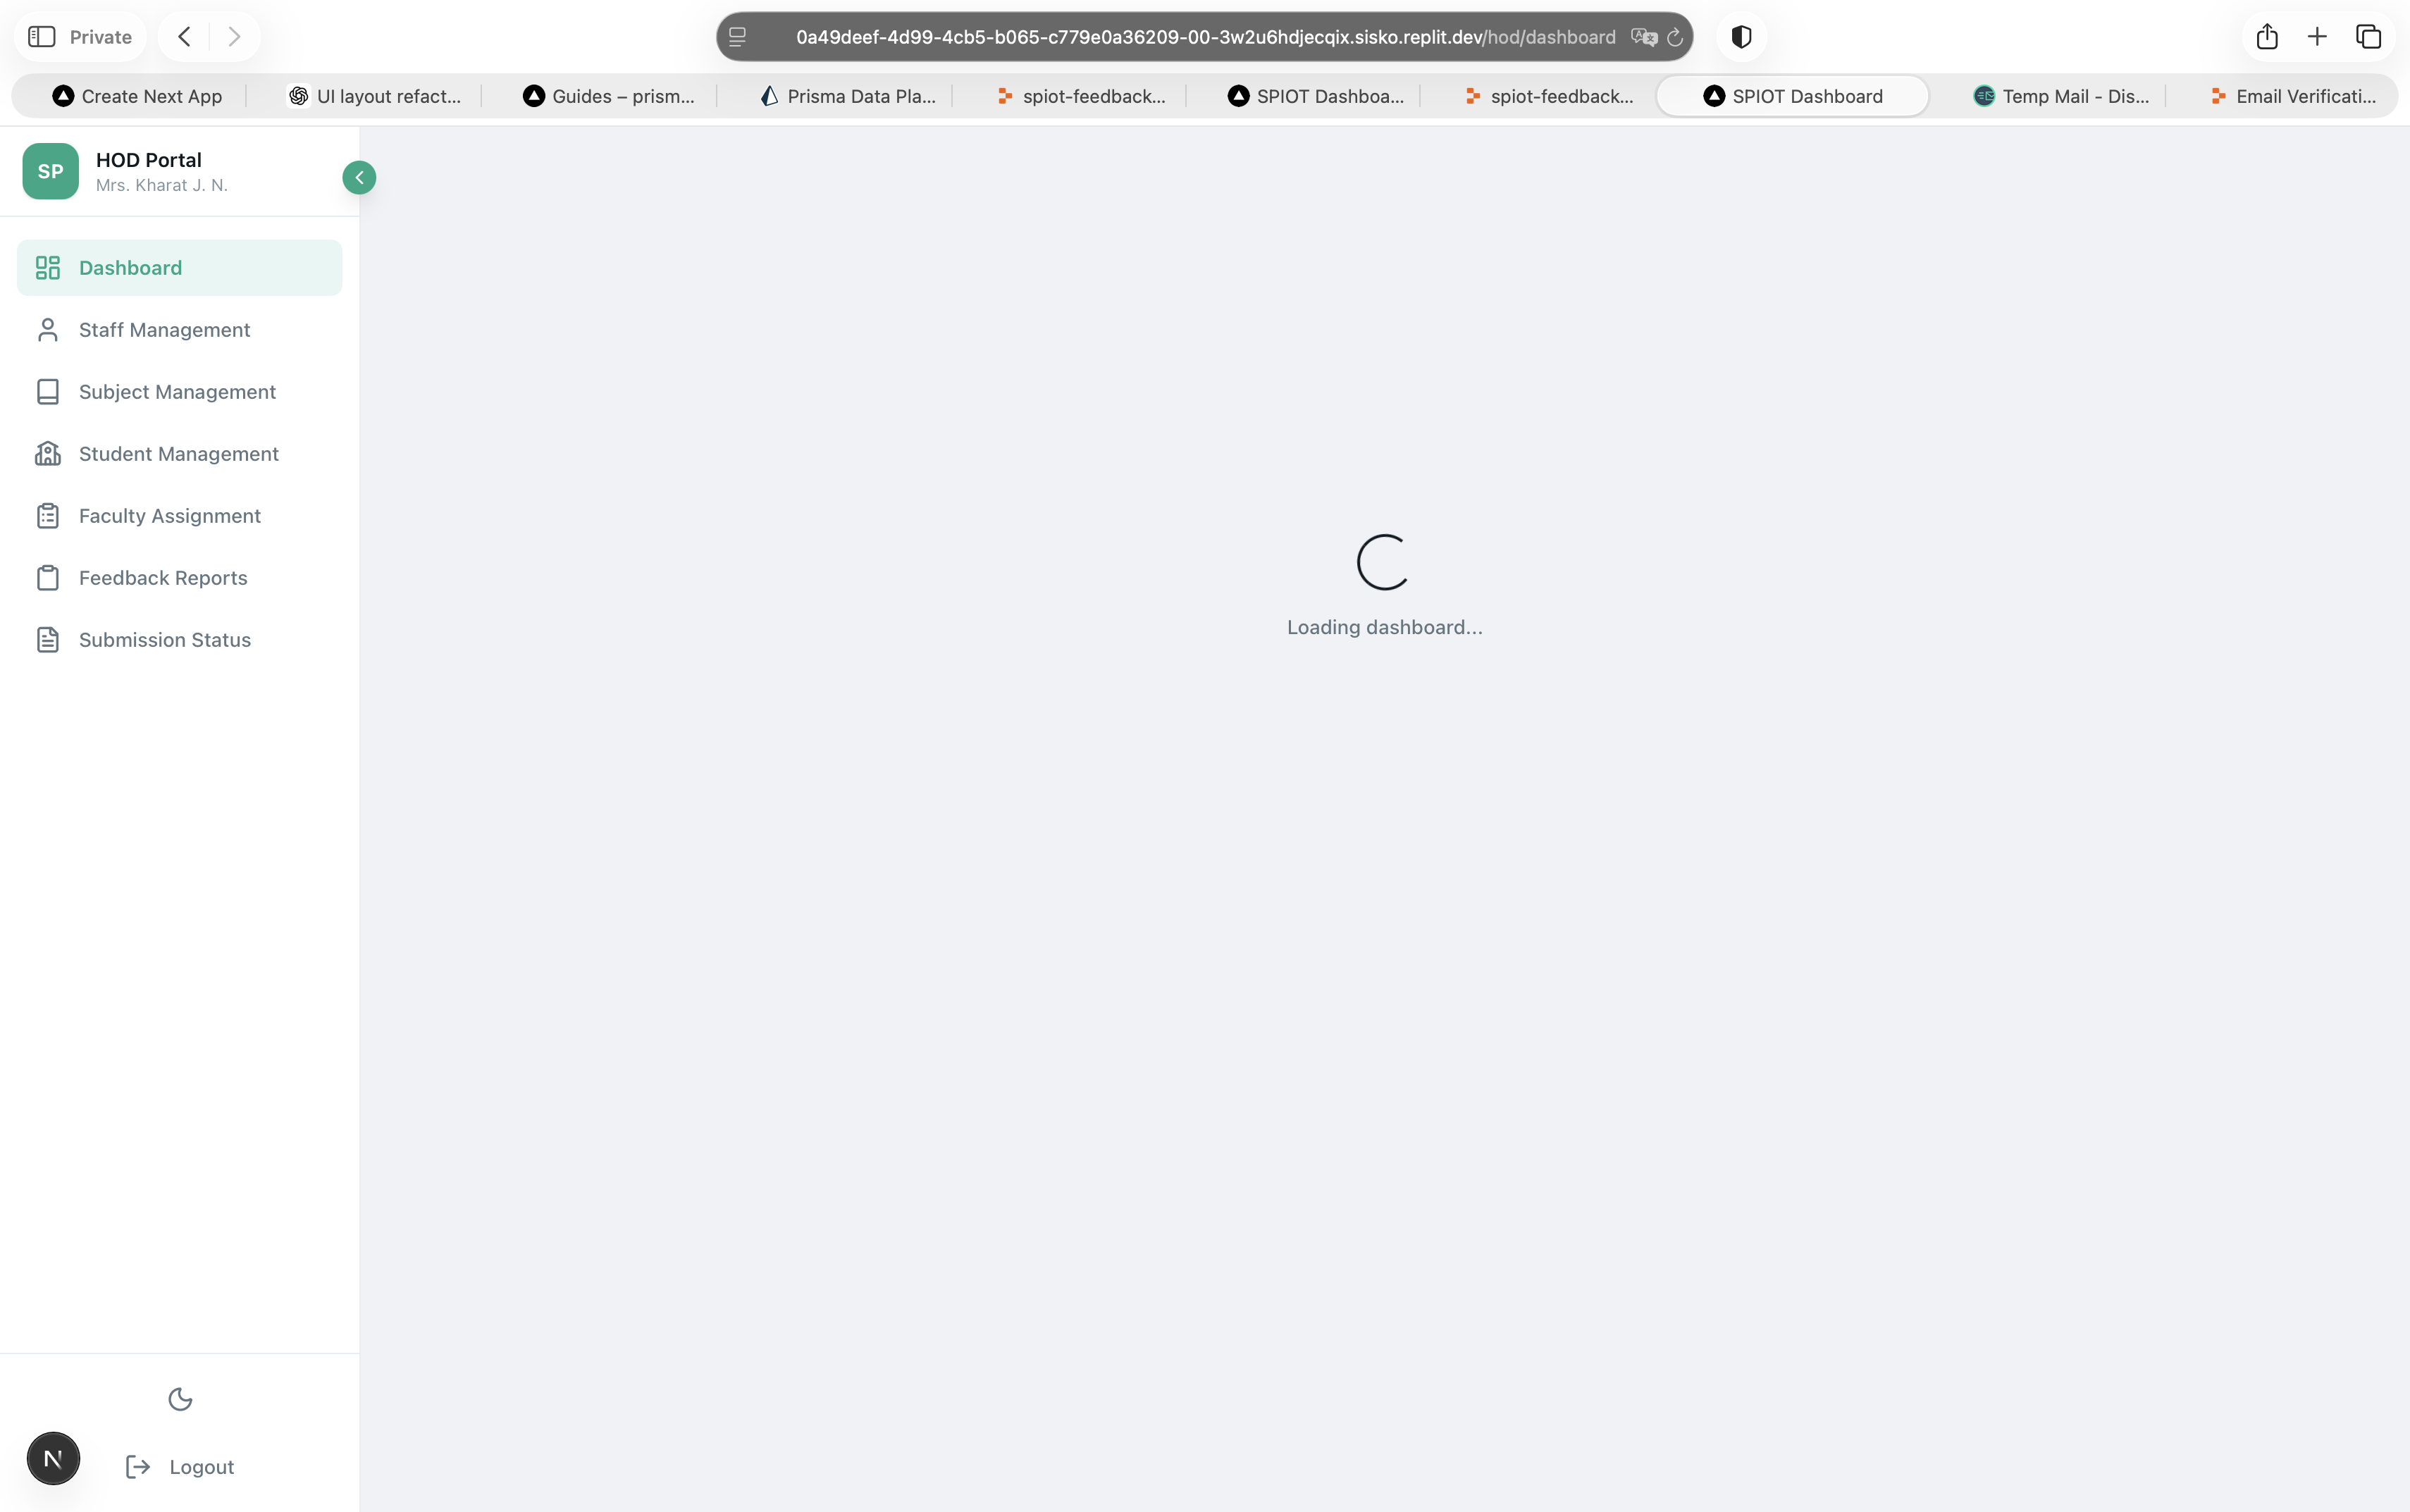 Private
0a49deef-4d99-4cb5-b065-c779e0a36209-00-3w2u6hdjecqix.sisko.replit.dev/hod/dashboard
Create Next App
UI layout refact...
Guides – prism...
Prisma Data Pla...
spiot-feedback...
SPIOT Dashboa...
spiot-feedback...
SPIOT Dashboard
Temp Mail - Dis...
Email Verificati...
SP
HOD Portal
Mrs. Kharat J. N.
Dashboard
Staff Management
Subject Management
Student Management
Faculty Assignment
Feedback Reports
Submission Status
Loading dashboard...
N
Logout